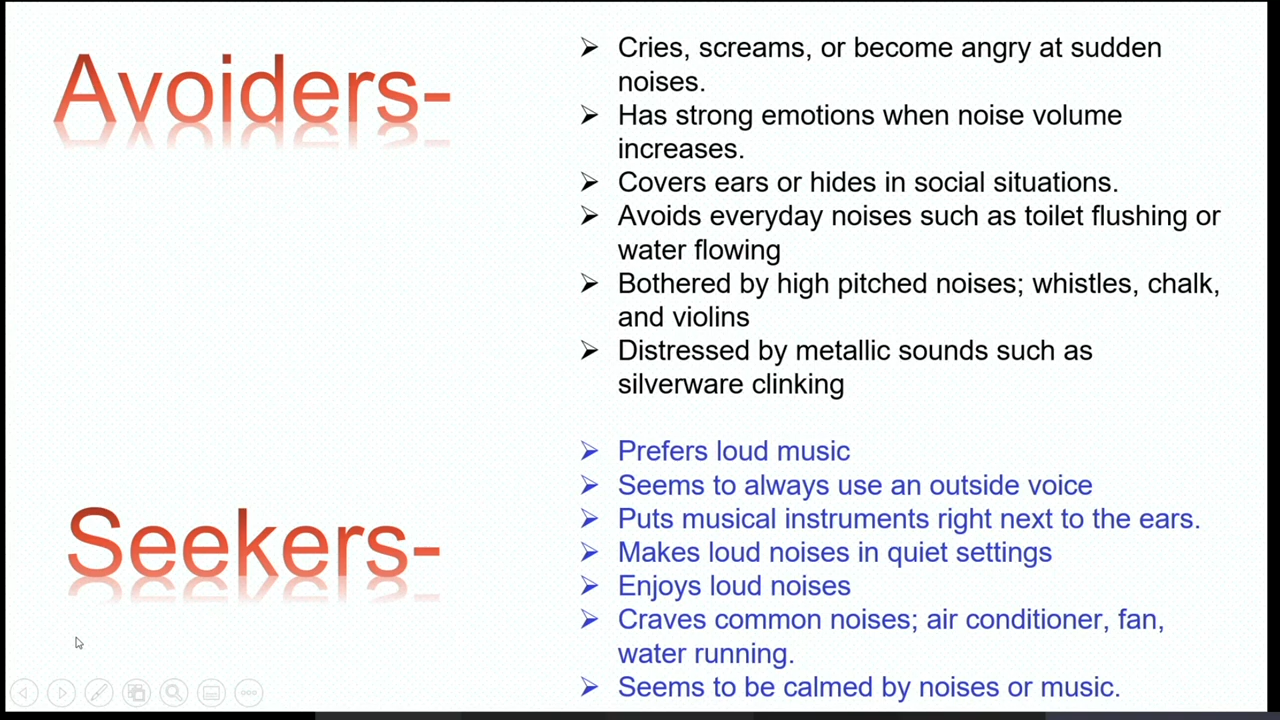 Avoiders-
➢ Cries, screams, or become angry at sudden
noises.
➢ Has strong emotions when noise volume
increases.
➢ Covers ears or hides in social situations.
➢ Avoids everyday noises such as toilet flushing or
water flowing
➢ Bothered by high pitched noises; whistles, chalk,
and violins
➢ Distressed by metallic sounds such as
silverware clinking
Seekers-
➢ Prefers loud music
➢ Seems to always use an outside voice
➢ Puts musical instruments right next to the ears.
➢ Makes loud noises in quiet settings
➢ Enjoys loud noises
➢ Craves common noises; air conditioner, fan,
water running.
➢ Seems to be calmed by noises or music.